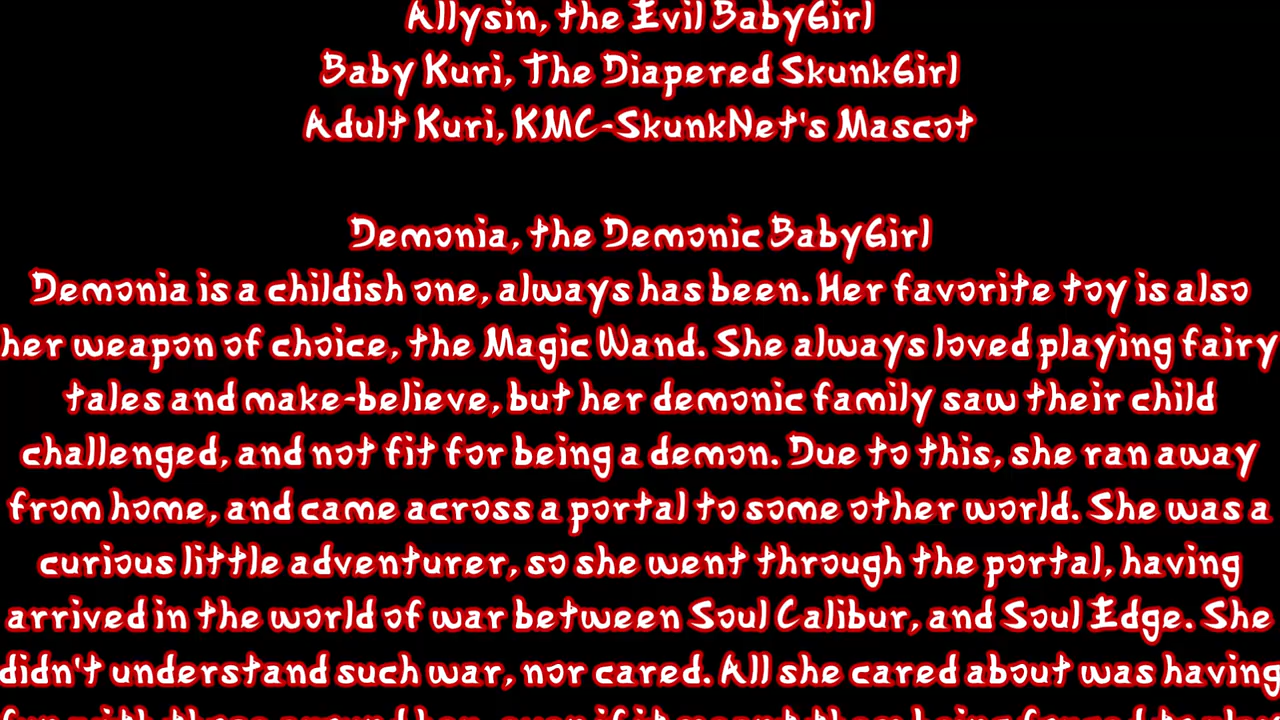 Allysin, the Evil BabyGirl
Baby Kuri, The Diapered SkunkGirl
Adult Kuri, KMC-SkunkNet's Mascot
Demonia, the Demonic BabyGirl
Demonia is a childish one, always has been. Her favorite toy is also
her weapon of choice, the Magic Wand. She always loved playing fairy
tales and make-believe, but her demonic family saw their child
challenged, and not fit for being a demon. Due to this, she ran away
from home, and came across a portal to some other world. She was a
curious little adventurer, so she went through the portal, having
arrived in the world of war between Soul Calibur, and Soul Edge. She
didn't understand such war, nor cared. All she cared about was having